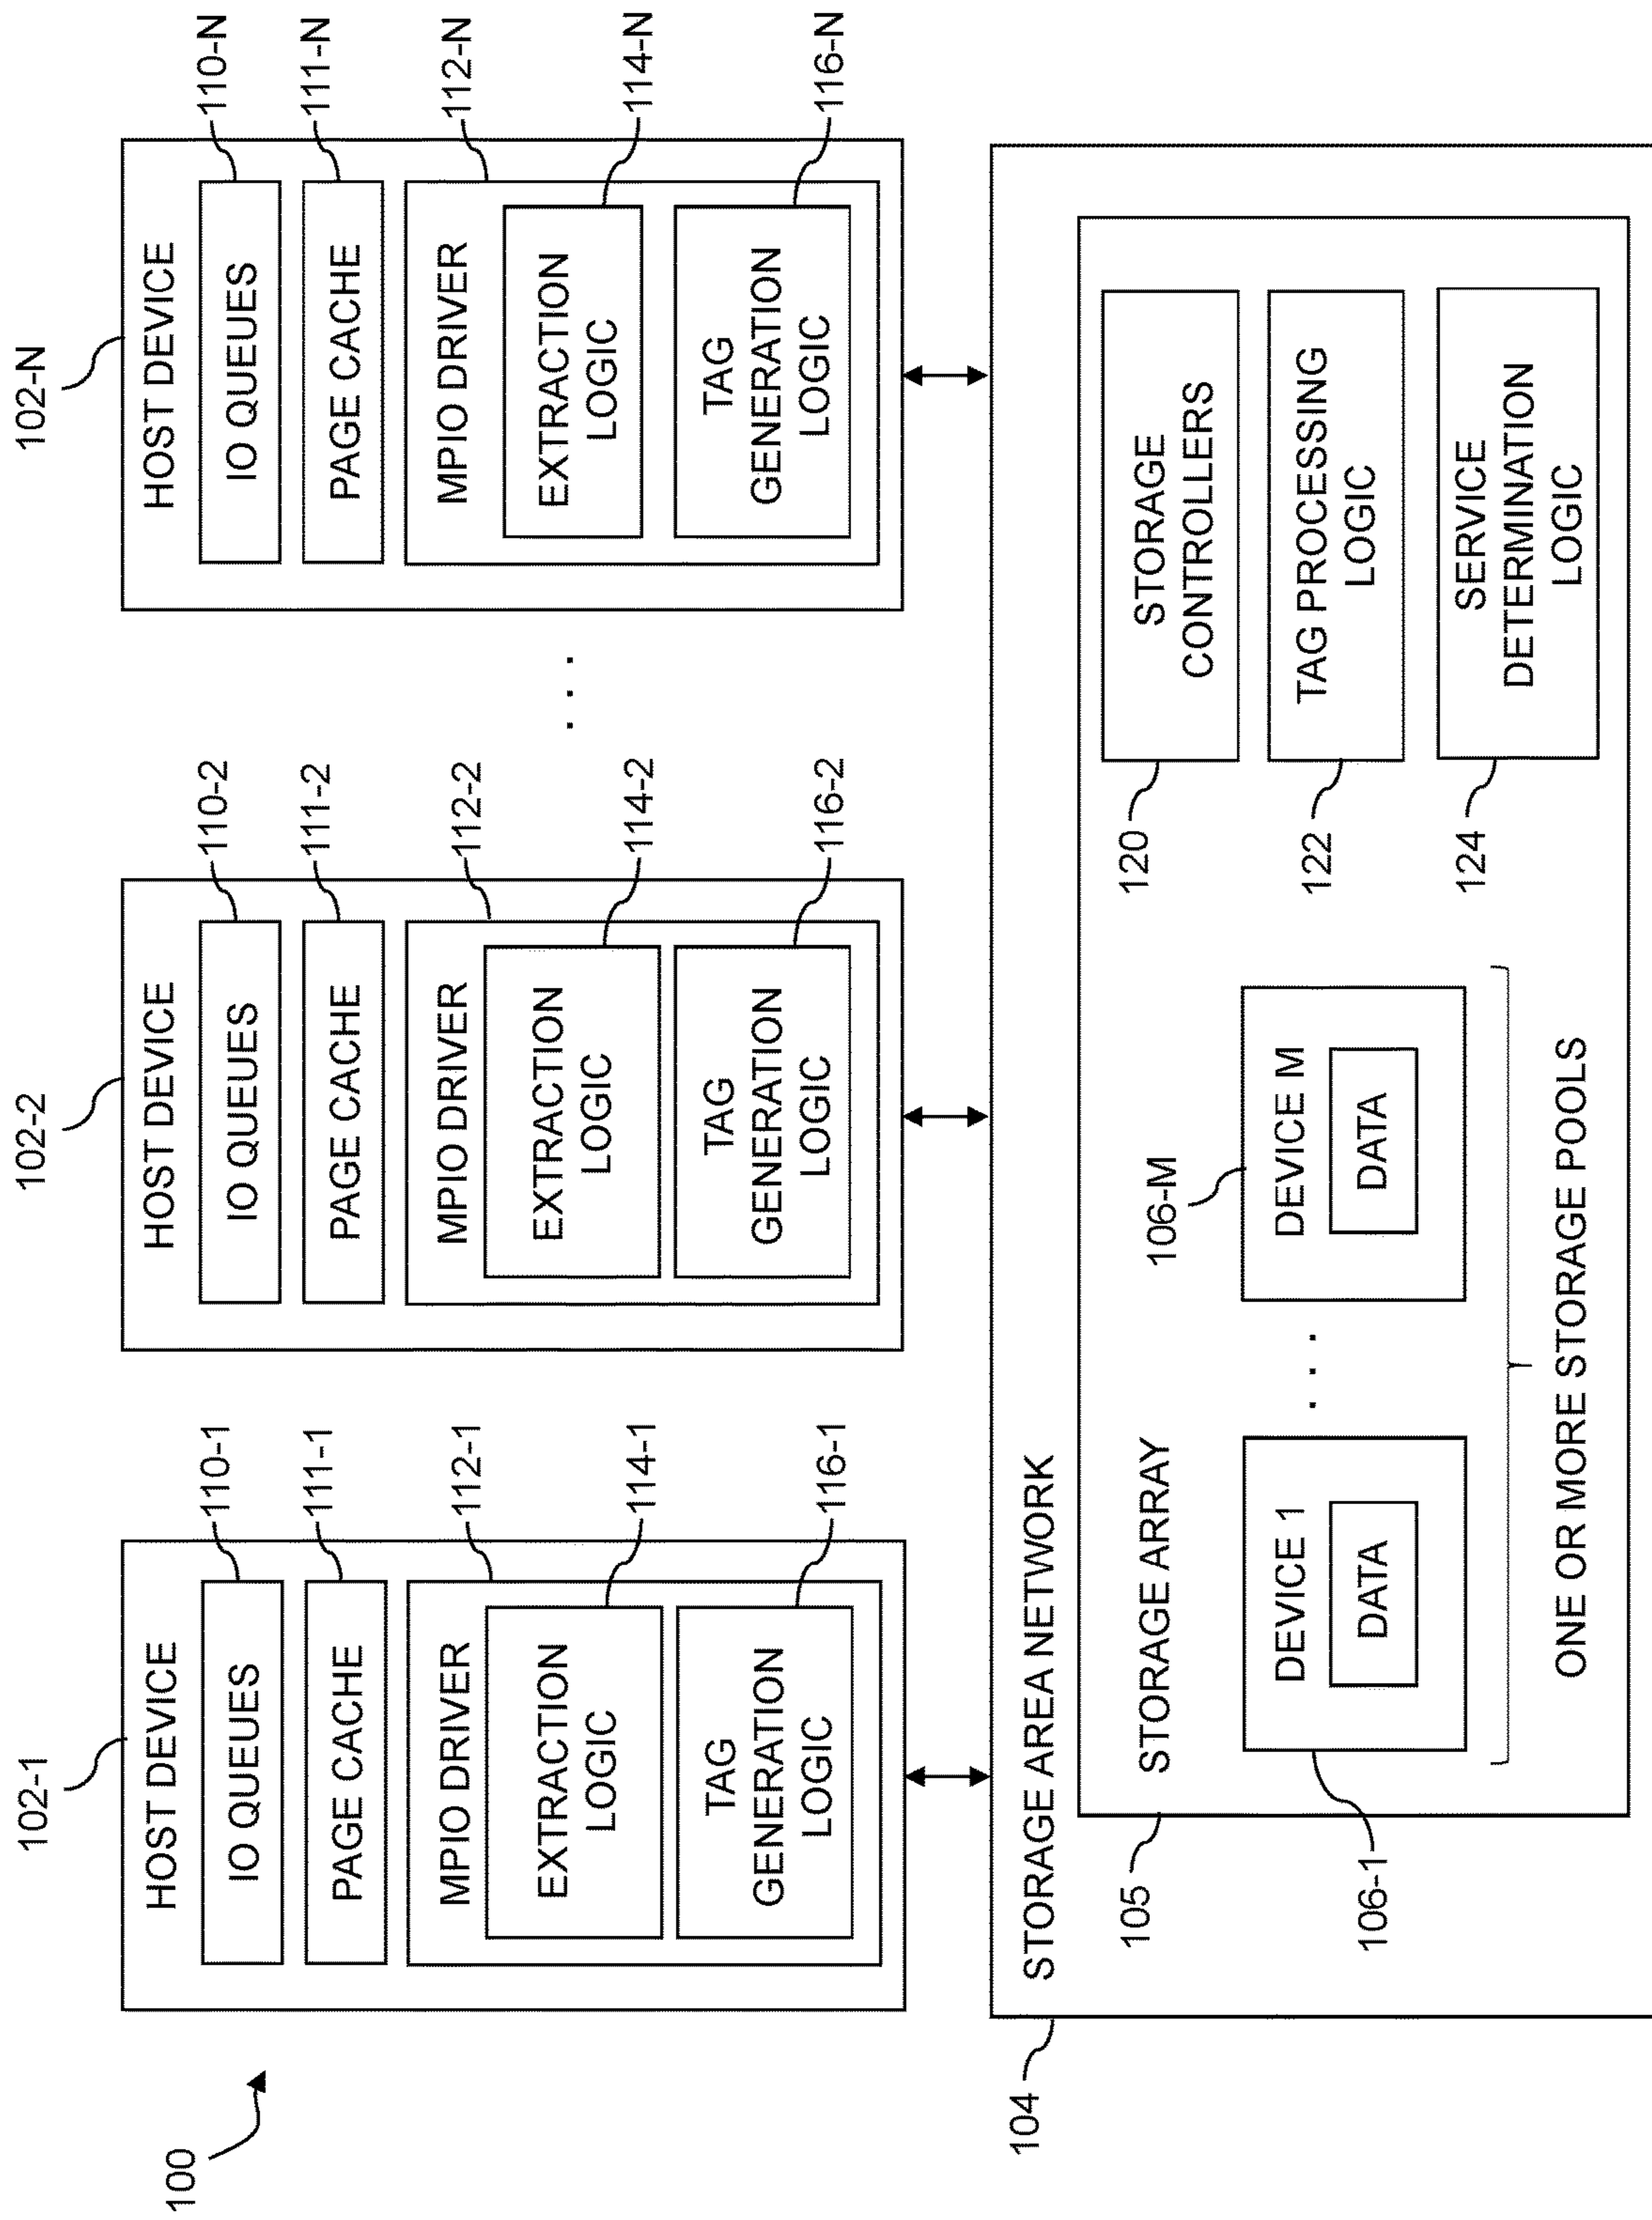 100
102-1
HOST DEVICE
IO QUEUES
110-1
PAGE CACHE
111-1
MPIO DRIVER
112-1
EXTRACTION
LOGIC
114-1
TAG
GENERATION
LOGIC
116-1
102-2
HOST DEVICE
IO QUEUES
110-2
PAGE CACHE
111-2
MPIO DRIVER
112-2
EXTRACTION
LOGIC
114-2
TAG
GENERATION
LOGIC
116-2
. . .
102-N
HOST DEVICE
IO QUEUES
110-N
PAGE CACHE
111-N
MPIO DRIVER
112-N
EXTRACTION
LOGIC
114-N
TAG
GENERATION
LOGIC
116-N
104
STORAGE AREA NETWORK
105
STORAGE ARRAY
106-1
DEVICE 1
DATA
. . .
106-M
DEVICE M
DATA
ONE OR MORE STORAGE POOLS
120
STORAGE
CONTROLLERS
122
TAG PROCESSING
LOGIC
124
SERVICE
DETERMINATION
LOGIC